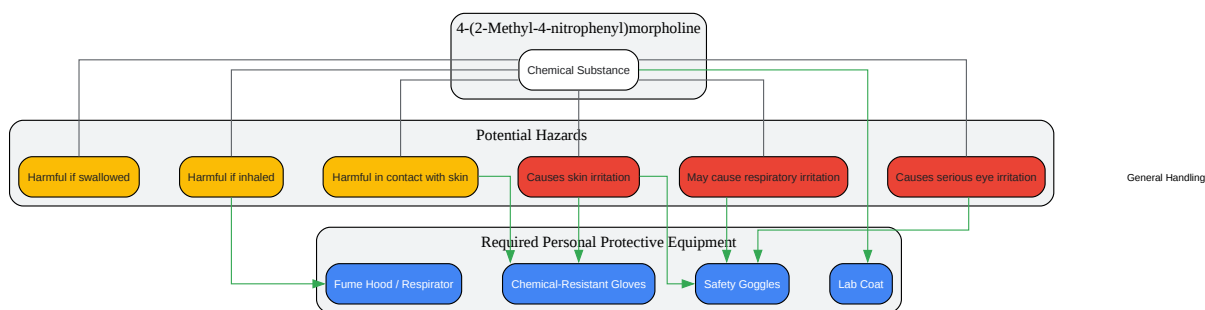 4-(2-Methyl-4-nitrophenyl)morpholine
Chemical Substance
Potential Hazards
Harmful if swallowed
Harmful if inhaled
Harmful in contact with skin
Causes skin irritation
May cause respiratory irritation
Causes serious eye irritation
General Handling
Required Personal Protective Equipment
Fume Hood / Respirator
Chemical-Resistant Gloves
Safety Goggles
Lab Coat